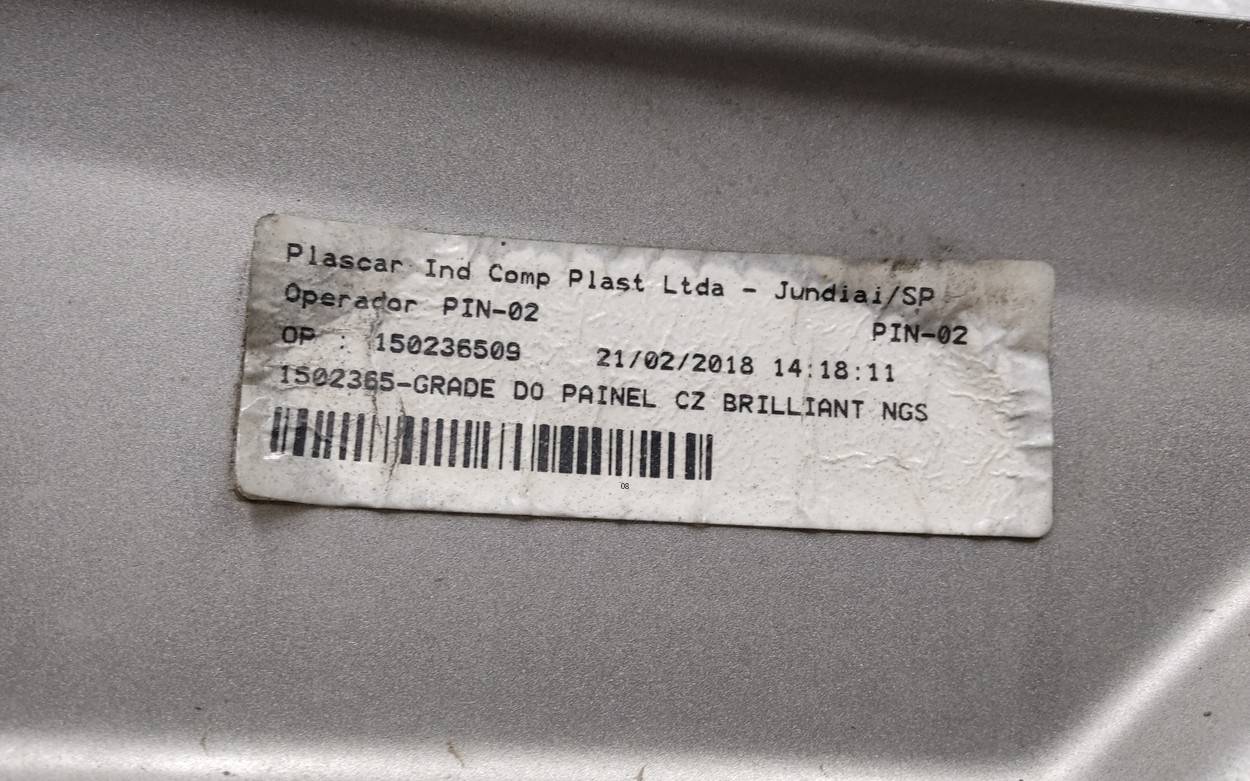 Plascar Ind Comp Plast Ltda - Jundiai/SP
Operador PIN-02 PIN-02
OP : 150236509 21/02/2018 14:18:11
1502365-GRADE DO PAINEL CZ BRILLIANT NGS
08